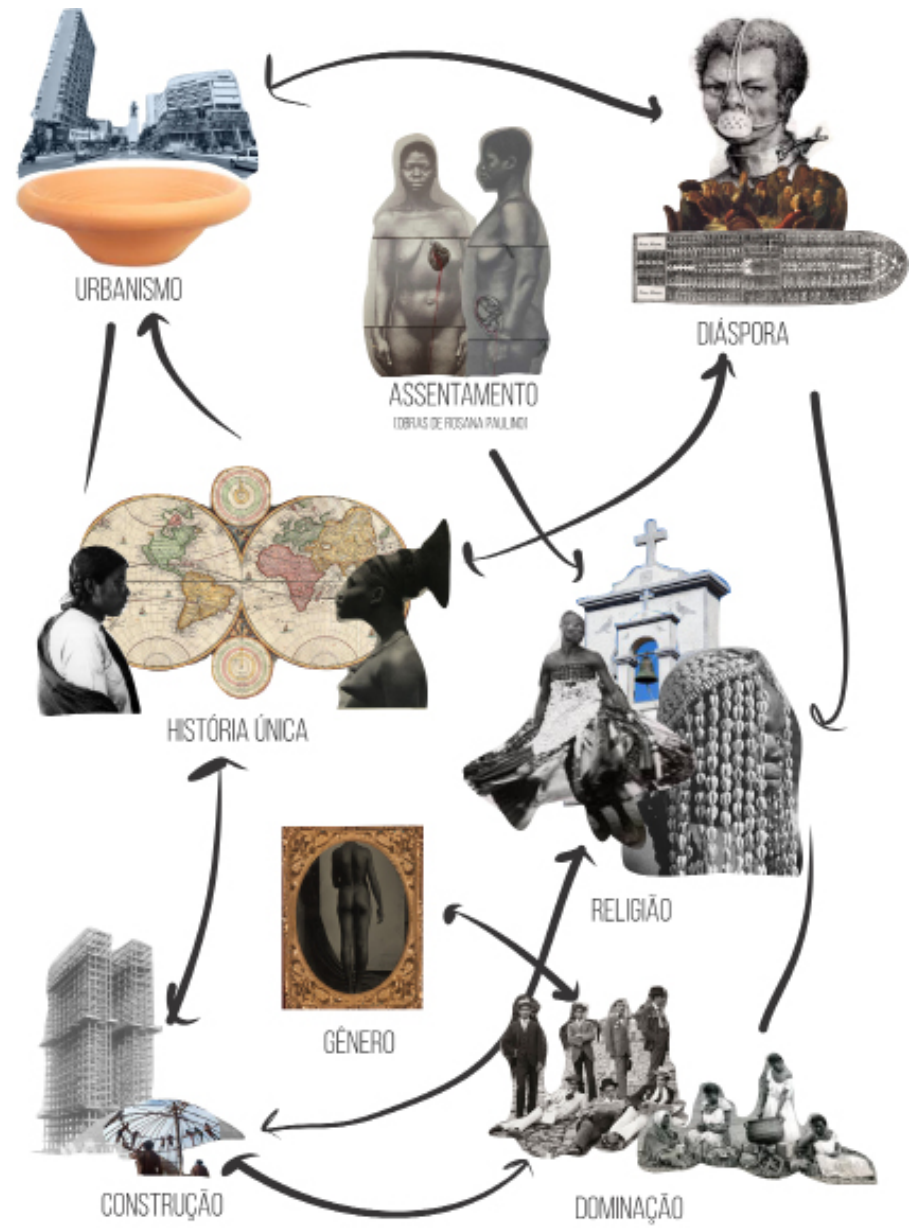 URBANISMO
DIÁSPORA
ASSENTAMENTO
(OBRAS DE ROSANA PAULINO)
HISTÓRIA ÚNICA
RELIGIÃO
GÊNERO
CONSTRUÇÃO
DOMINAÇÃO